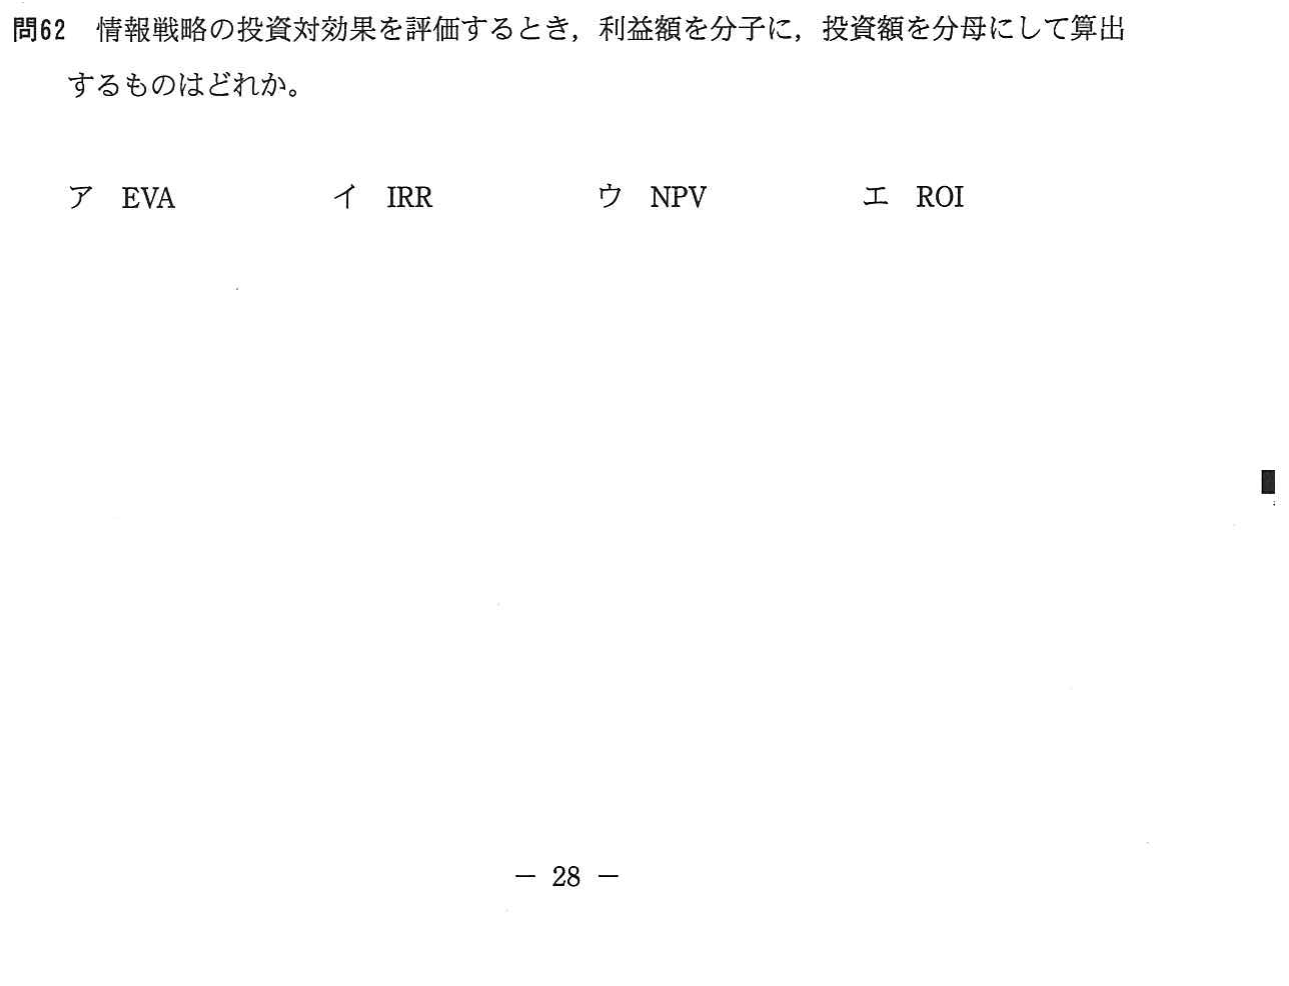 問62　情報戦略の投資対効果を評価するとき，利益額を分子に，投資額を分母にして算出
するものはどれか。
ア　EVA　イ　IRR　ウ　NPV　エ　ROI
－ 28 －